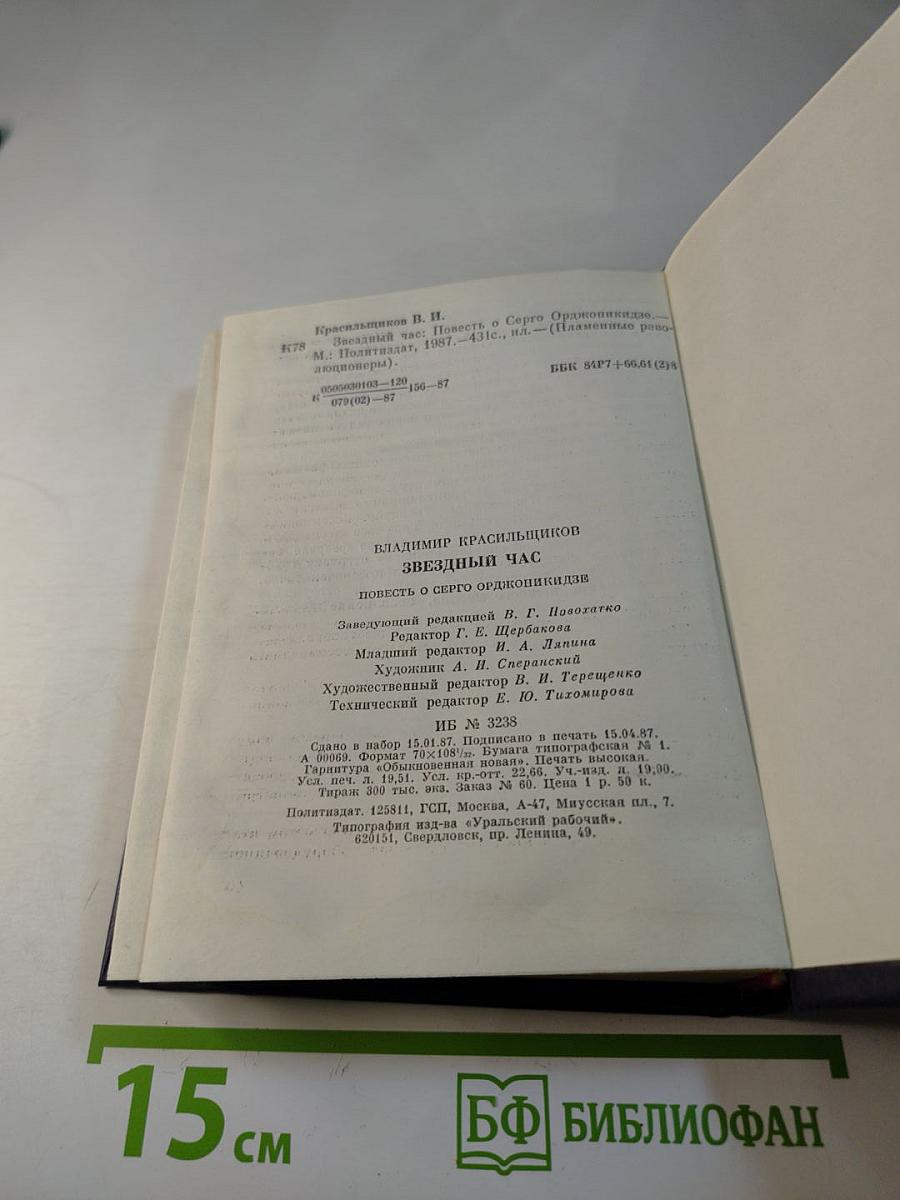 Красильщиков В. И.
К78 Звездный час: Повесть о Серго Орджоникидзе.—
М.: Политиздат, 1987.—431с., ил.—(Пламенные рево-
люционеры).
К 0505030103—120 156—87
079(02)—87
ББК 84Р7+66.61(2)8
ВЛАДИМИР КРАСИЛЬЩИКОВ
ЗВЕЗДНЫЙ ЧАС
ПОВЕСТЬ О СЕРГО ОРДЖОНИКИДЗЕ
Заведующий редакцией В. Г. Новохатко
Редактор Г. Е. Щербакова
Младший редактор И. А. Ляпина
Художник А. И. Сперанский
Художественный редактор В. И. Терещенко
Технический редактор Е. Ю. Тихомирова
ИБ № 3238
Сдано в набор 15.01.87. Подписано в печать 15.04.87.
А 00069. Формат 70×108¹/₃₂. Бумага типографская № 1.
Гарнитура «Обыкновенная новая». Печать высокая.
Усл. печ. л. 19,51. Усл. кр.-отт. 22,66. Уч.-изд. л. 19,90.
Тираж 300 тыс. экз. Заказ № 60. Цена 1 р. 50 к.
Политиздат. 125811, ГСП, Москва, А-47, Миусская пл., 7.
Типография изд-ва «Уральский рабочий».
620151, Свердловск, пр. Ленина, 49.
15 см
БФ БИБЛИОФАН